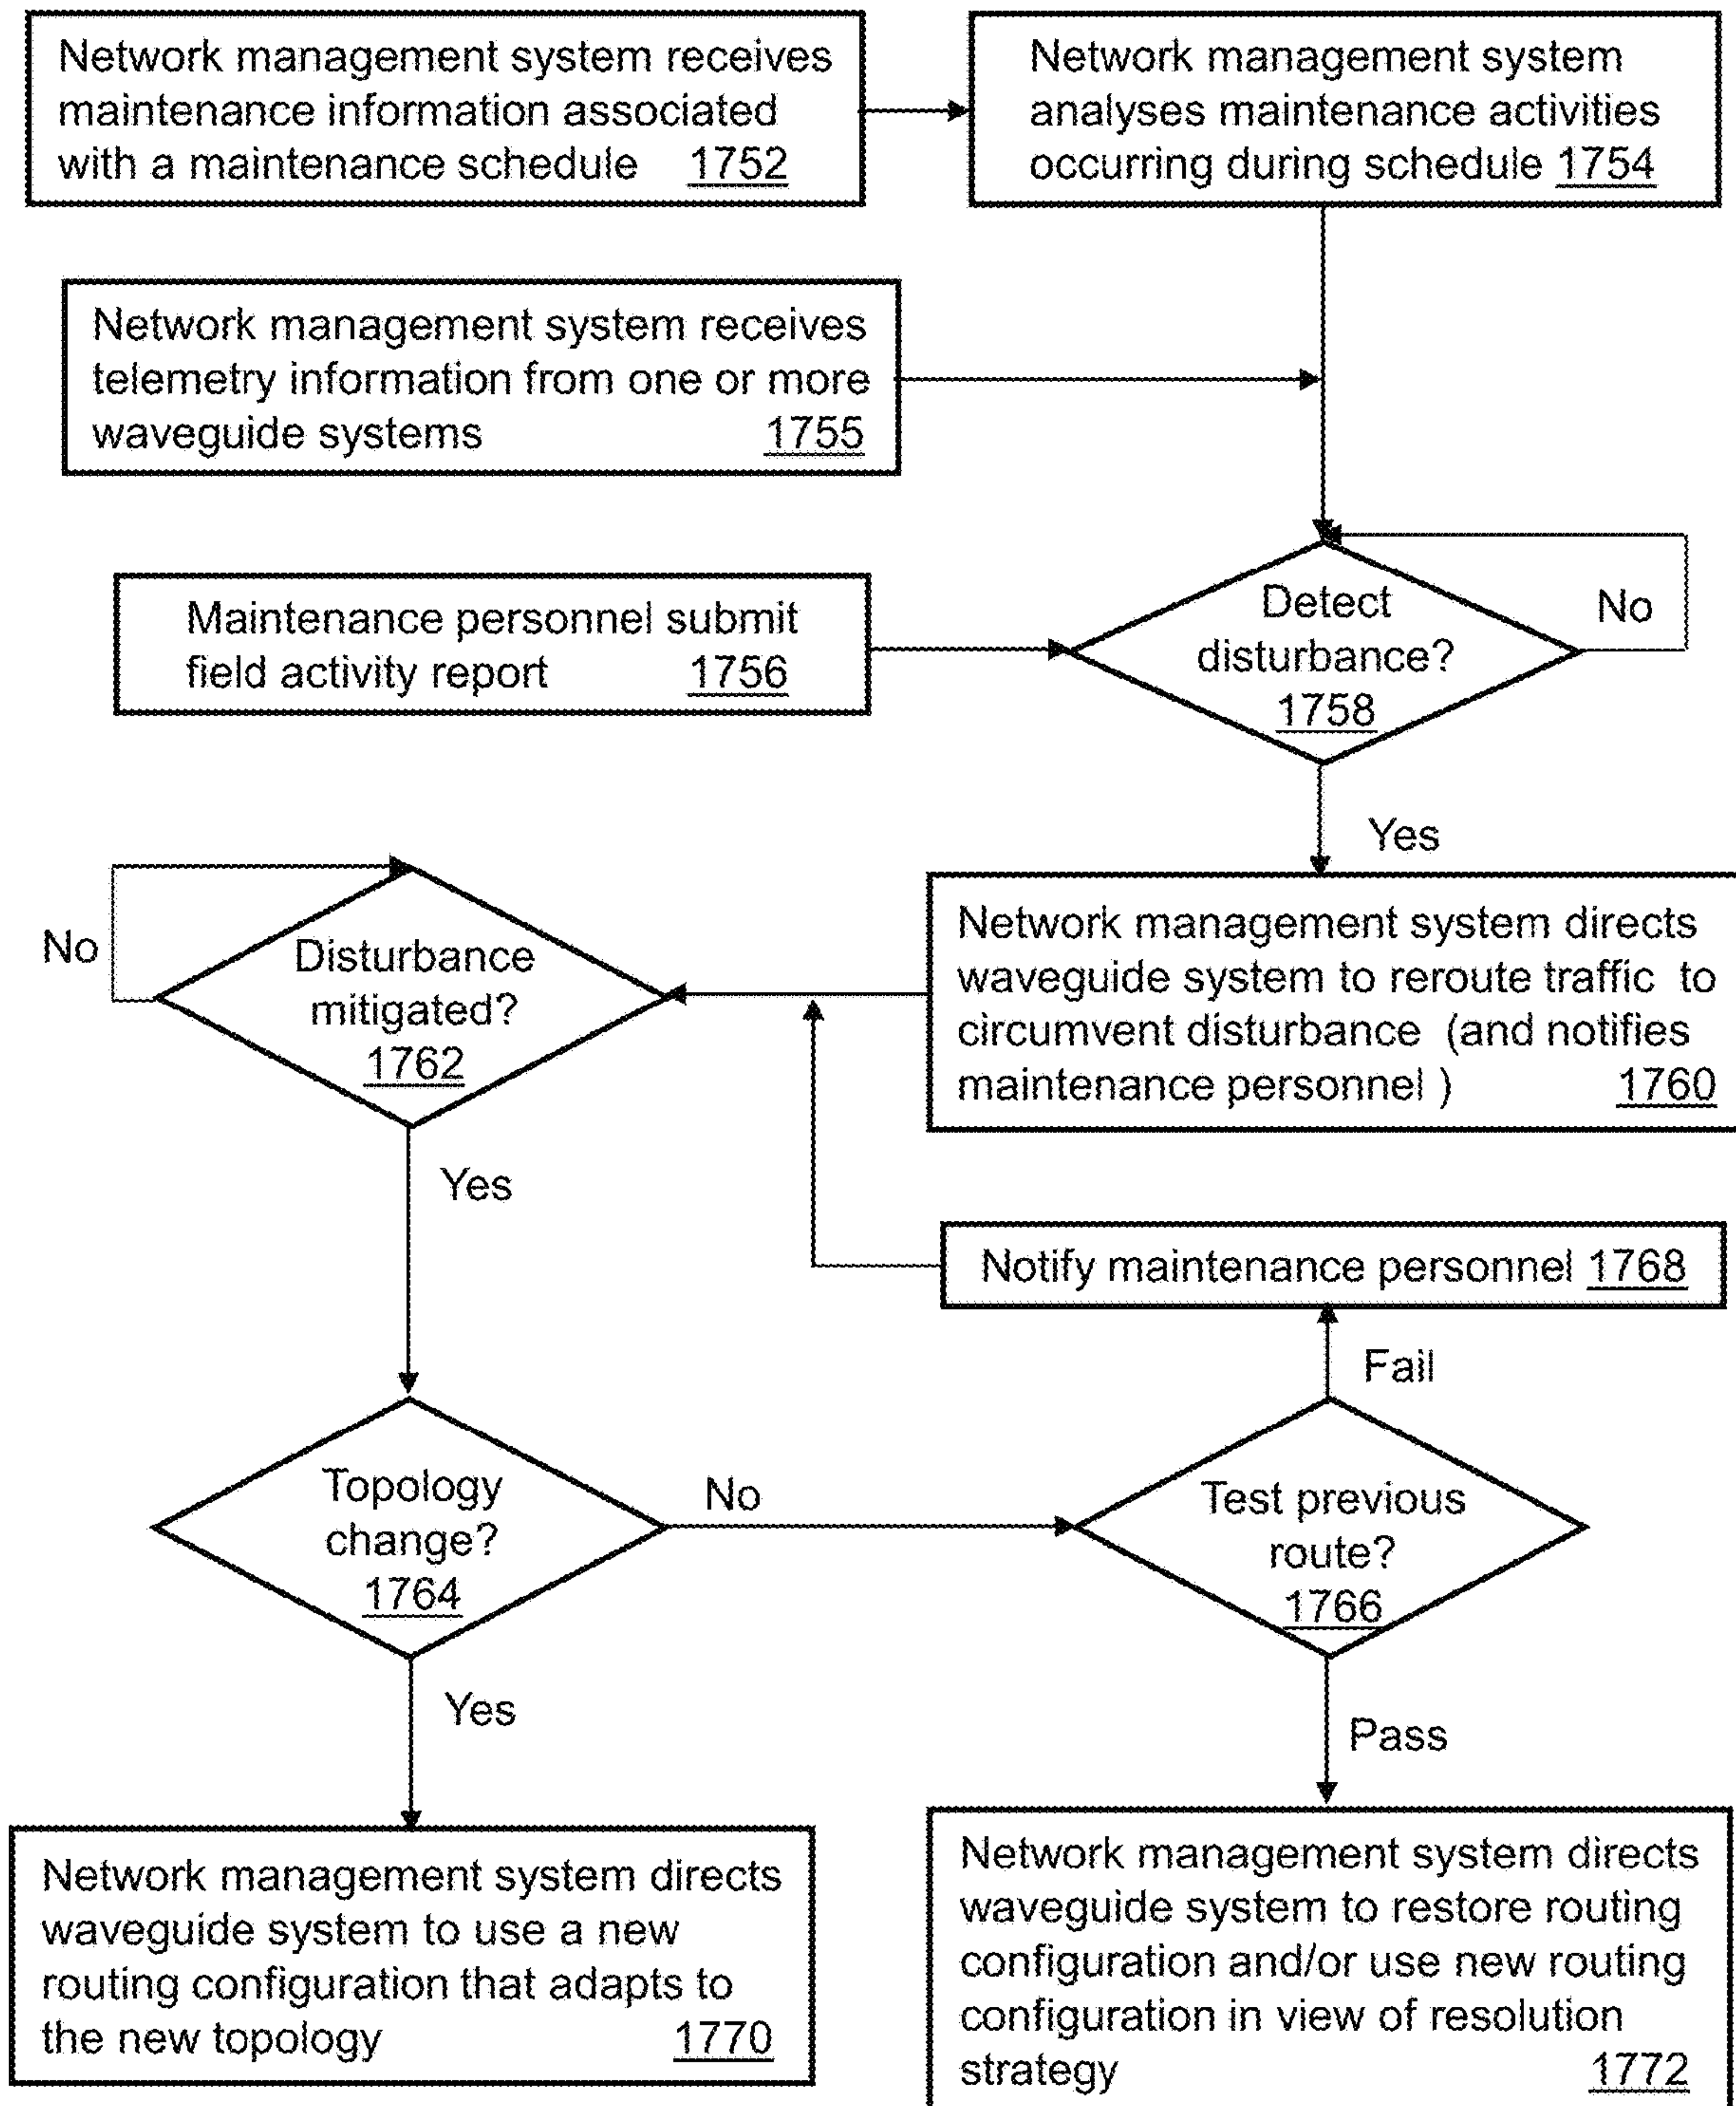 Network management system receives
maintenance information associated
with a maintenance schedule 1752
Network management system
analyses maintenance activities
occurring during schedule 1754
Network management system receives
telemetry information from one or more
waveguide systems 1755
Maintenance personnel submit
field activity report 1756
Detect
disturbance?
1758
No
Yes
Network management system directs
waveguide system to reroute traffic to
circumvent disturbance (and notifies
maintenance personnel ) 1760
No
Disturbance
mitigated?
1762
Yes
Notify maintenance personnel 1768
Fail
Topology
change?
1764
No
Test previous
route?
1766
Yes
Pass
Network management system directs
waveguide system to use a new
routing configuration that adapts to
the new topology 1770
Network management system directs
waveguide system to restore routing
configuration and/or use new routing
configuration in view of resolution
strategy 1772